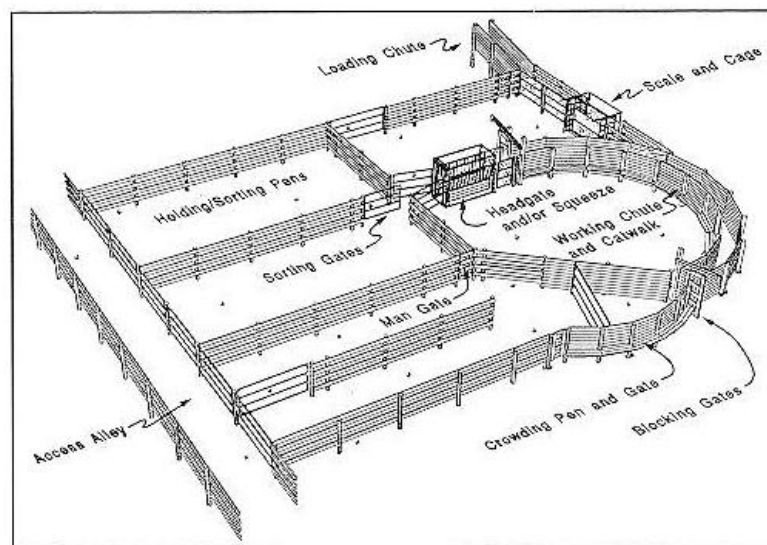 Loading Chute
Scale and Cage
Holding/Sorting Pens
Headgate
and/or Squeeze
Working Chute
and Catwalk
Sorting Gates
Man Gate
Access Alley
Crowding Pen and Gate
Blocking Gates